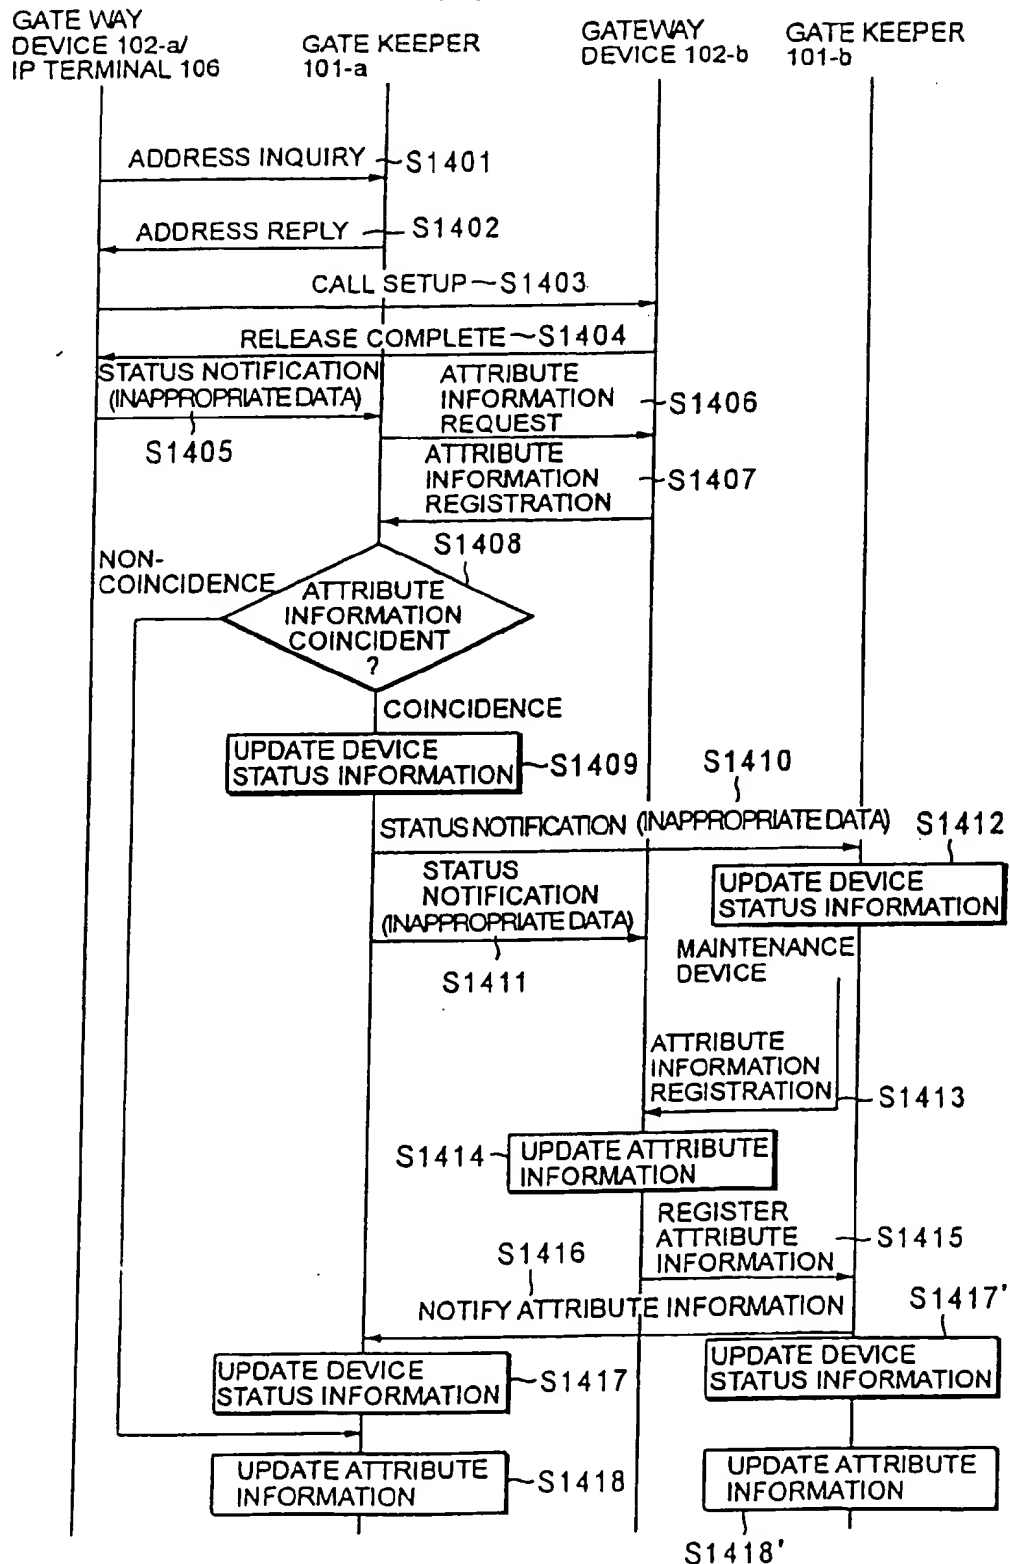 GATE WAY
DEVICE 102-a/
IP TERMINAL 106
GATE KEEPER
101-a
GATEWAY
DEVICE 102-b
GATE KEEPER
101-b
ADDRESS INQUIRY
S1401
ADDRESS REPLY
S1402
CALL SETUP
S1403
RELEASE COMPLETE
S1404
STATUS NOTIFICATION
(INAPPROPRIATE DATA)
S1405
ATTRIBUTE
INFORMATION
REQUEST
S1406
ATTRIBUTE
INFORMATION
REGISTRATION
S1407
S1408
NON-
COINCIDENCE
ATTRIBUTE
INFORMATION
COINCIDENT
?
COINCIDENCE
UPDATE DEVICE
STATUS INFORMATION
S1409
S1410
STATUS NOTIFICATION (INAPPROPRIATE DATA)
S1412
STATUS
NOTIFICATION
(INAPPROPRIATE DATA)
S1411
UPDATE DEVICE
STATUS INFORMATION
MAINTENANCE
DEVICE
ATTRIBUTE
INFORMATION
REGISTRATION
S1413
S1414
UPDATE ATTRIBUTE
INFORMATION
REGISTER
ATTRIBUTE
INFORMATION
S1415
S1416
NOTIFY ATTRIBUTE INFORMATION
S1417'
UPDATE DEVICE
STATUS INFORMATION
S1417
UPDATE DEVICE
STATUS INFORMATION
UPDATE ATTRIBUTE
INFORMATION
S1418
UPDATE ATTRIBUTE
INFORMATION
S1418'